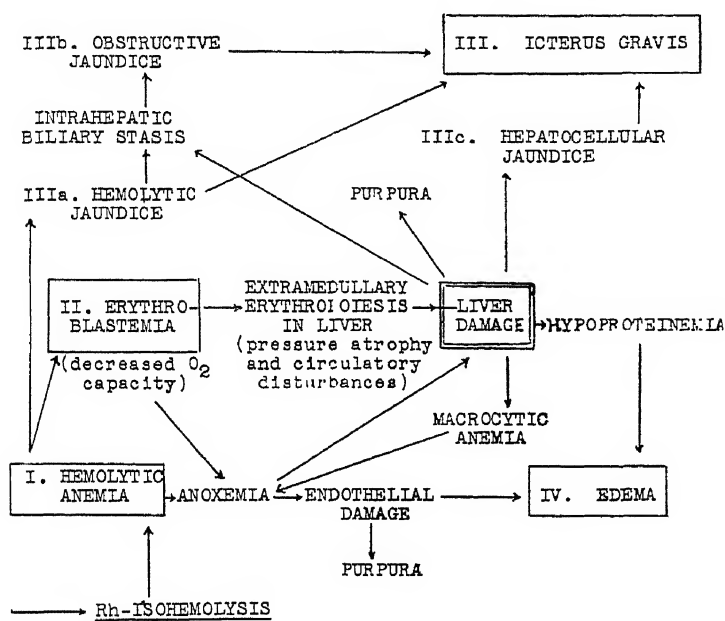 IIIb. OBSTRUCTIVE
JAUNDICE
III. ICTERUS GRAVIS
INTRAHEPATIC
BILIARY STASIS
IIIc. HEPATOCELLULAR
JAUNDICE
IIIa. HEMOLYTIC
JAUNDICE
PURPURA
II. ERYTHRO-
BLASTEMIA
(decreased O2
capacity)
EXTRAMEDULLARY
ERYTHROIOIESIS
IN LIVER
(pressure atrophy
and circulatory
disturbances)
LIVER
DAMAGE
HYPOPROTEINEMIA
MACROCYTIC
ANEMIA
I. HEMOLYTIC
ANEMIA
ANOXEMIA
ENDOTHELIAL
DAMAGE
IV. EDEMA
PURPURA
Rh-ISOHEMOLYSIS